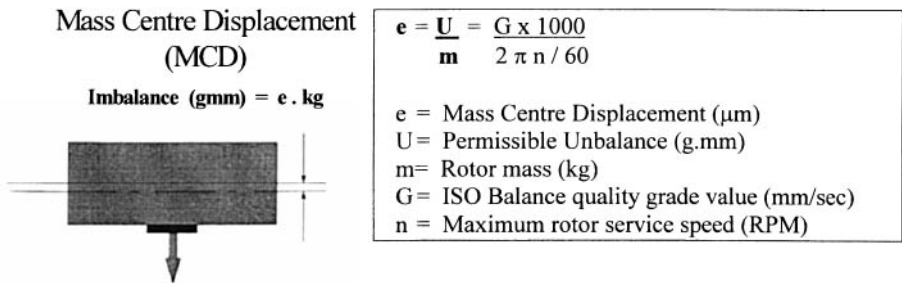 Mass Centre Displacement
(MCD)
Imbalance (gmm) = e . kg
e = U = G x 1000
m 2 π n / 60
e = Mass Centre Displacement (μm)
U = Permissible Unbalance (g.mm)
m= Rotor mass (kg)
G= ISO Balance quality grade value (mm/sec)
n = Maximum rotor service speed (RPM)